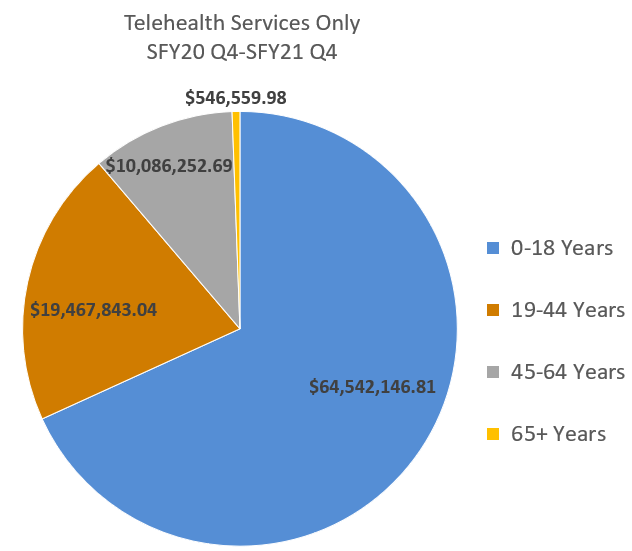 Telehealth Services Only
SFY20 Q4-SFY21 Q4
$546,559.98
$10,086,252.69
$19,467,843.04
$64,542,146.81
0-18 Years
19-44 Years
45-64 Years
65+ Years